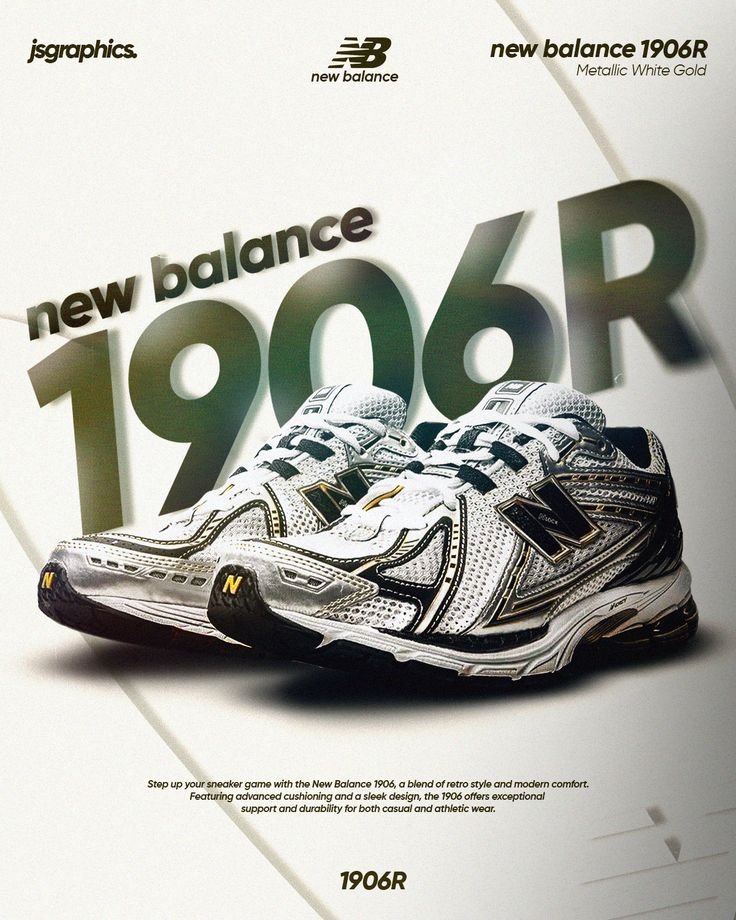 jsgraphics.
NB
new balance
new balance 1906R
Metallic White Gold
new balance
1906R
N
N
N
Step up your sneaker game with the New Balance 1906, a blend of retro style and modern comfort.
Featuring advanced cushioning and a sleek design, the 1906 offers exceptional
support and durability for both casual and athletic wear.
1906R